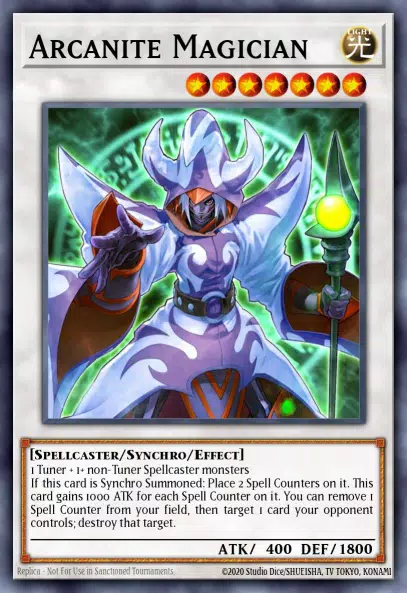 ARCANITE MAGICIAN
LIGHT
光
[SPELLCASTER/SYNCHRO/EFFECT]
1 Tuner + 1+ non-Tuner Spellcaster monsters
If this card is Synchro Summoned: Place 2 Spell Counters on it. This
card gains 1000 ATK for each Spell Counter on it. You can remove 1
Spell Counter from your field, then target 1 card your opponent
controls; destroy that target.
ATK/ 400 DEF/1800
Replica - Not For Use in Sanctioned Tournaments
©2020 Studio Dice/SHUEISHA, TV TOKYO, KONAMI